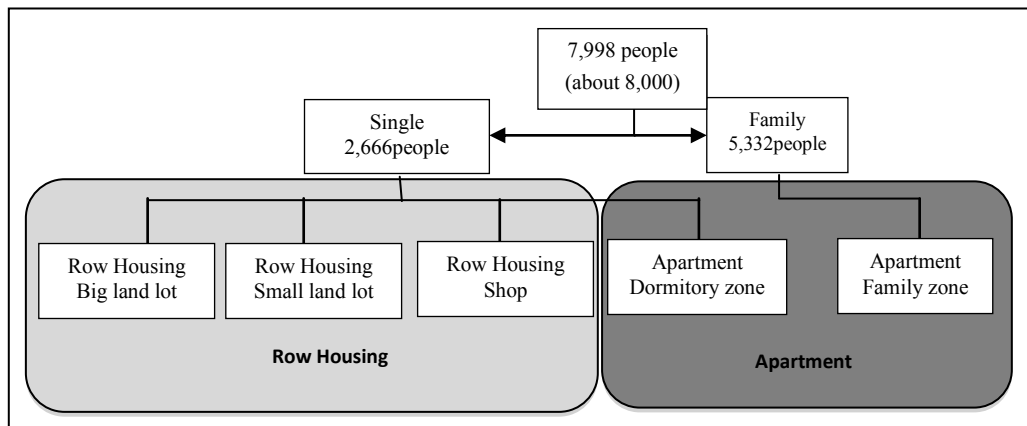 7,998 people
(about 8,000)
Single
2,666people
Family
5,332people
Row Housing
Big land lot
Row Housing
Small land lot
Row Housing
Shop
Apartment
Dormitory zone
Apartment
Family zone
Row Housing
Apartment